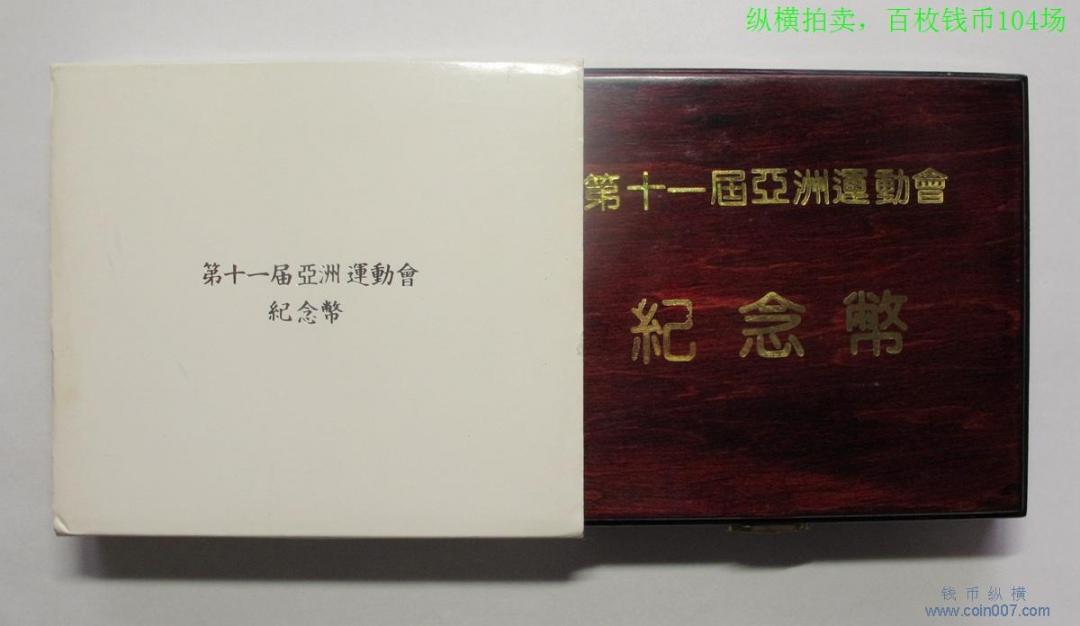 纵横拍卖，百枚钱币104场
第十一届亞洲運動會
紀念幣
第十一屆亞洲運動會
紀念幣
钱币纵横
www.coin007.com